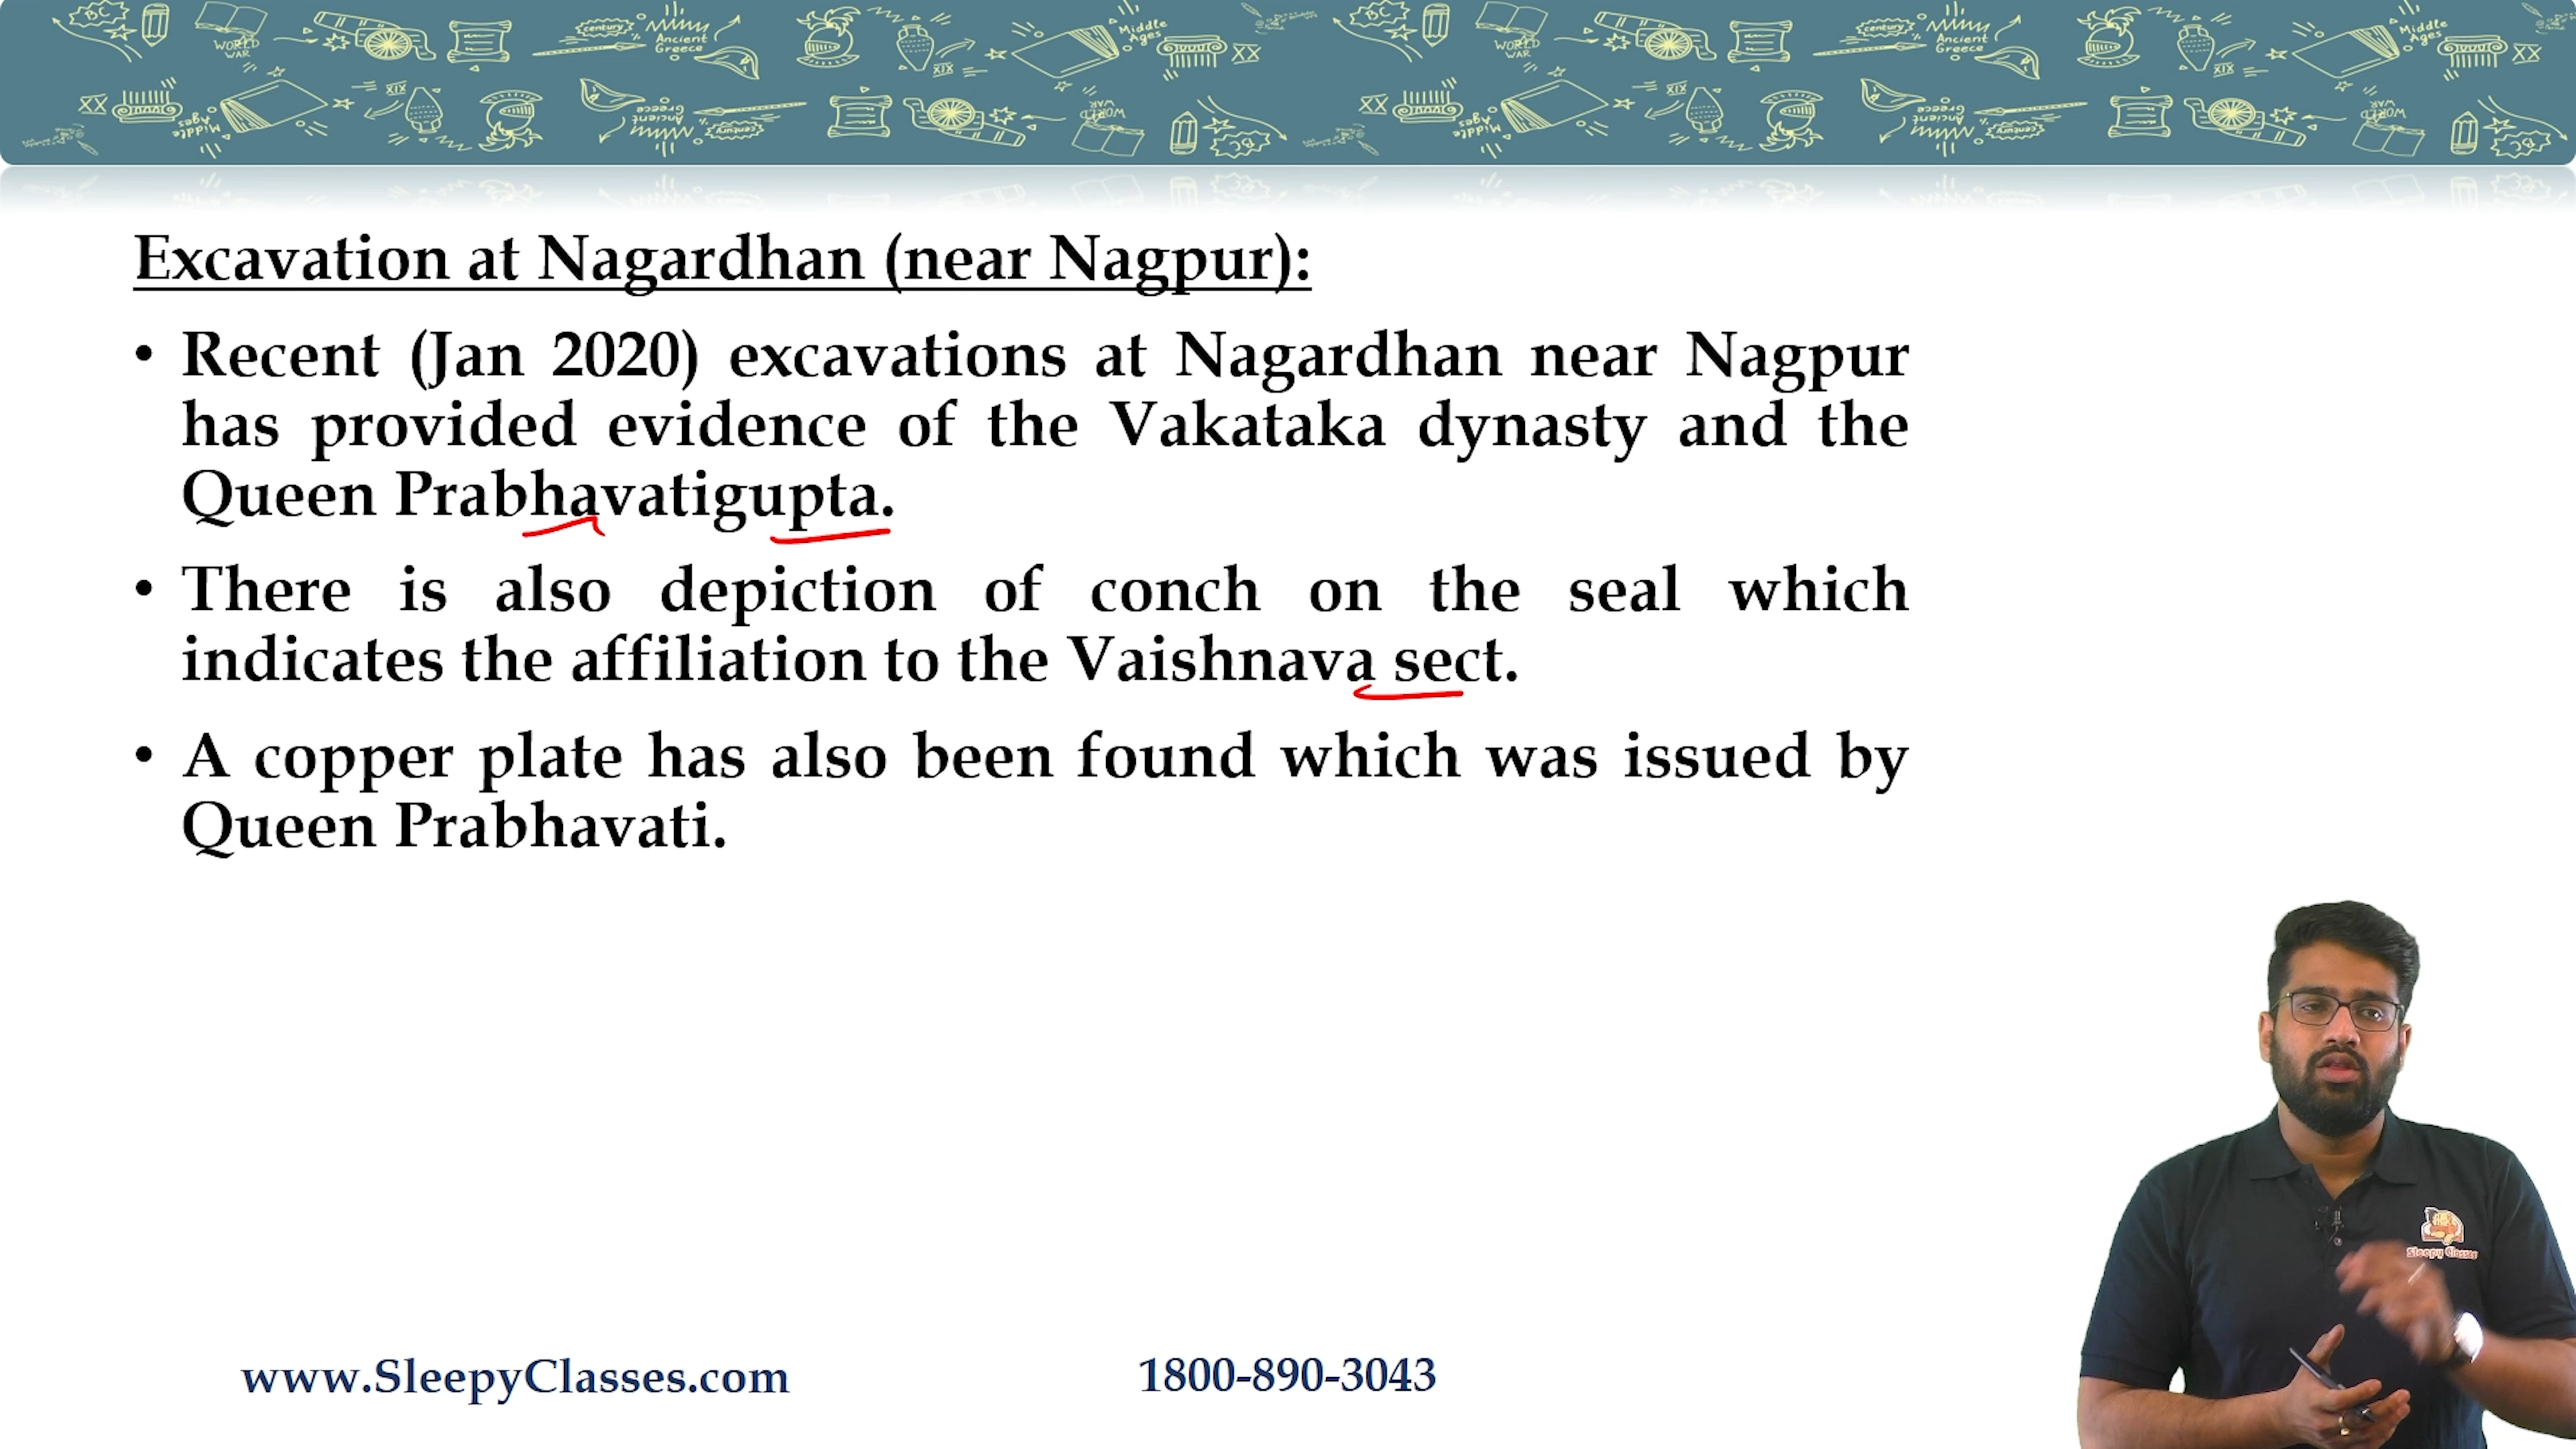 Excavation at Nagardhan (near Nagpur):
• Recent (Jan 2020) excavations at Nagardhan near Nagpur
has provided evidence of the Vakataka dynasty and the
Queen Prabhavatigupta.
• There is also depiction of conch on the seal which
indicates the affiliation to the Vaishnava sect.
• A copper plate has also been found which was issued by
Queen Prabhavati.
Sleepy Classes
www.SleepyClasses.com 1800-890-3043